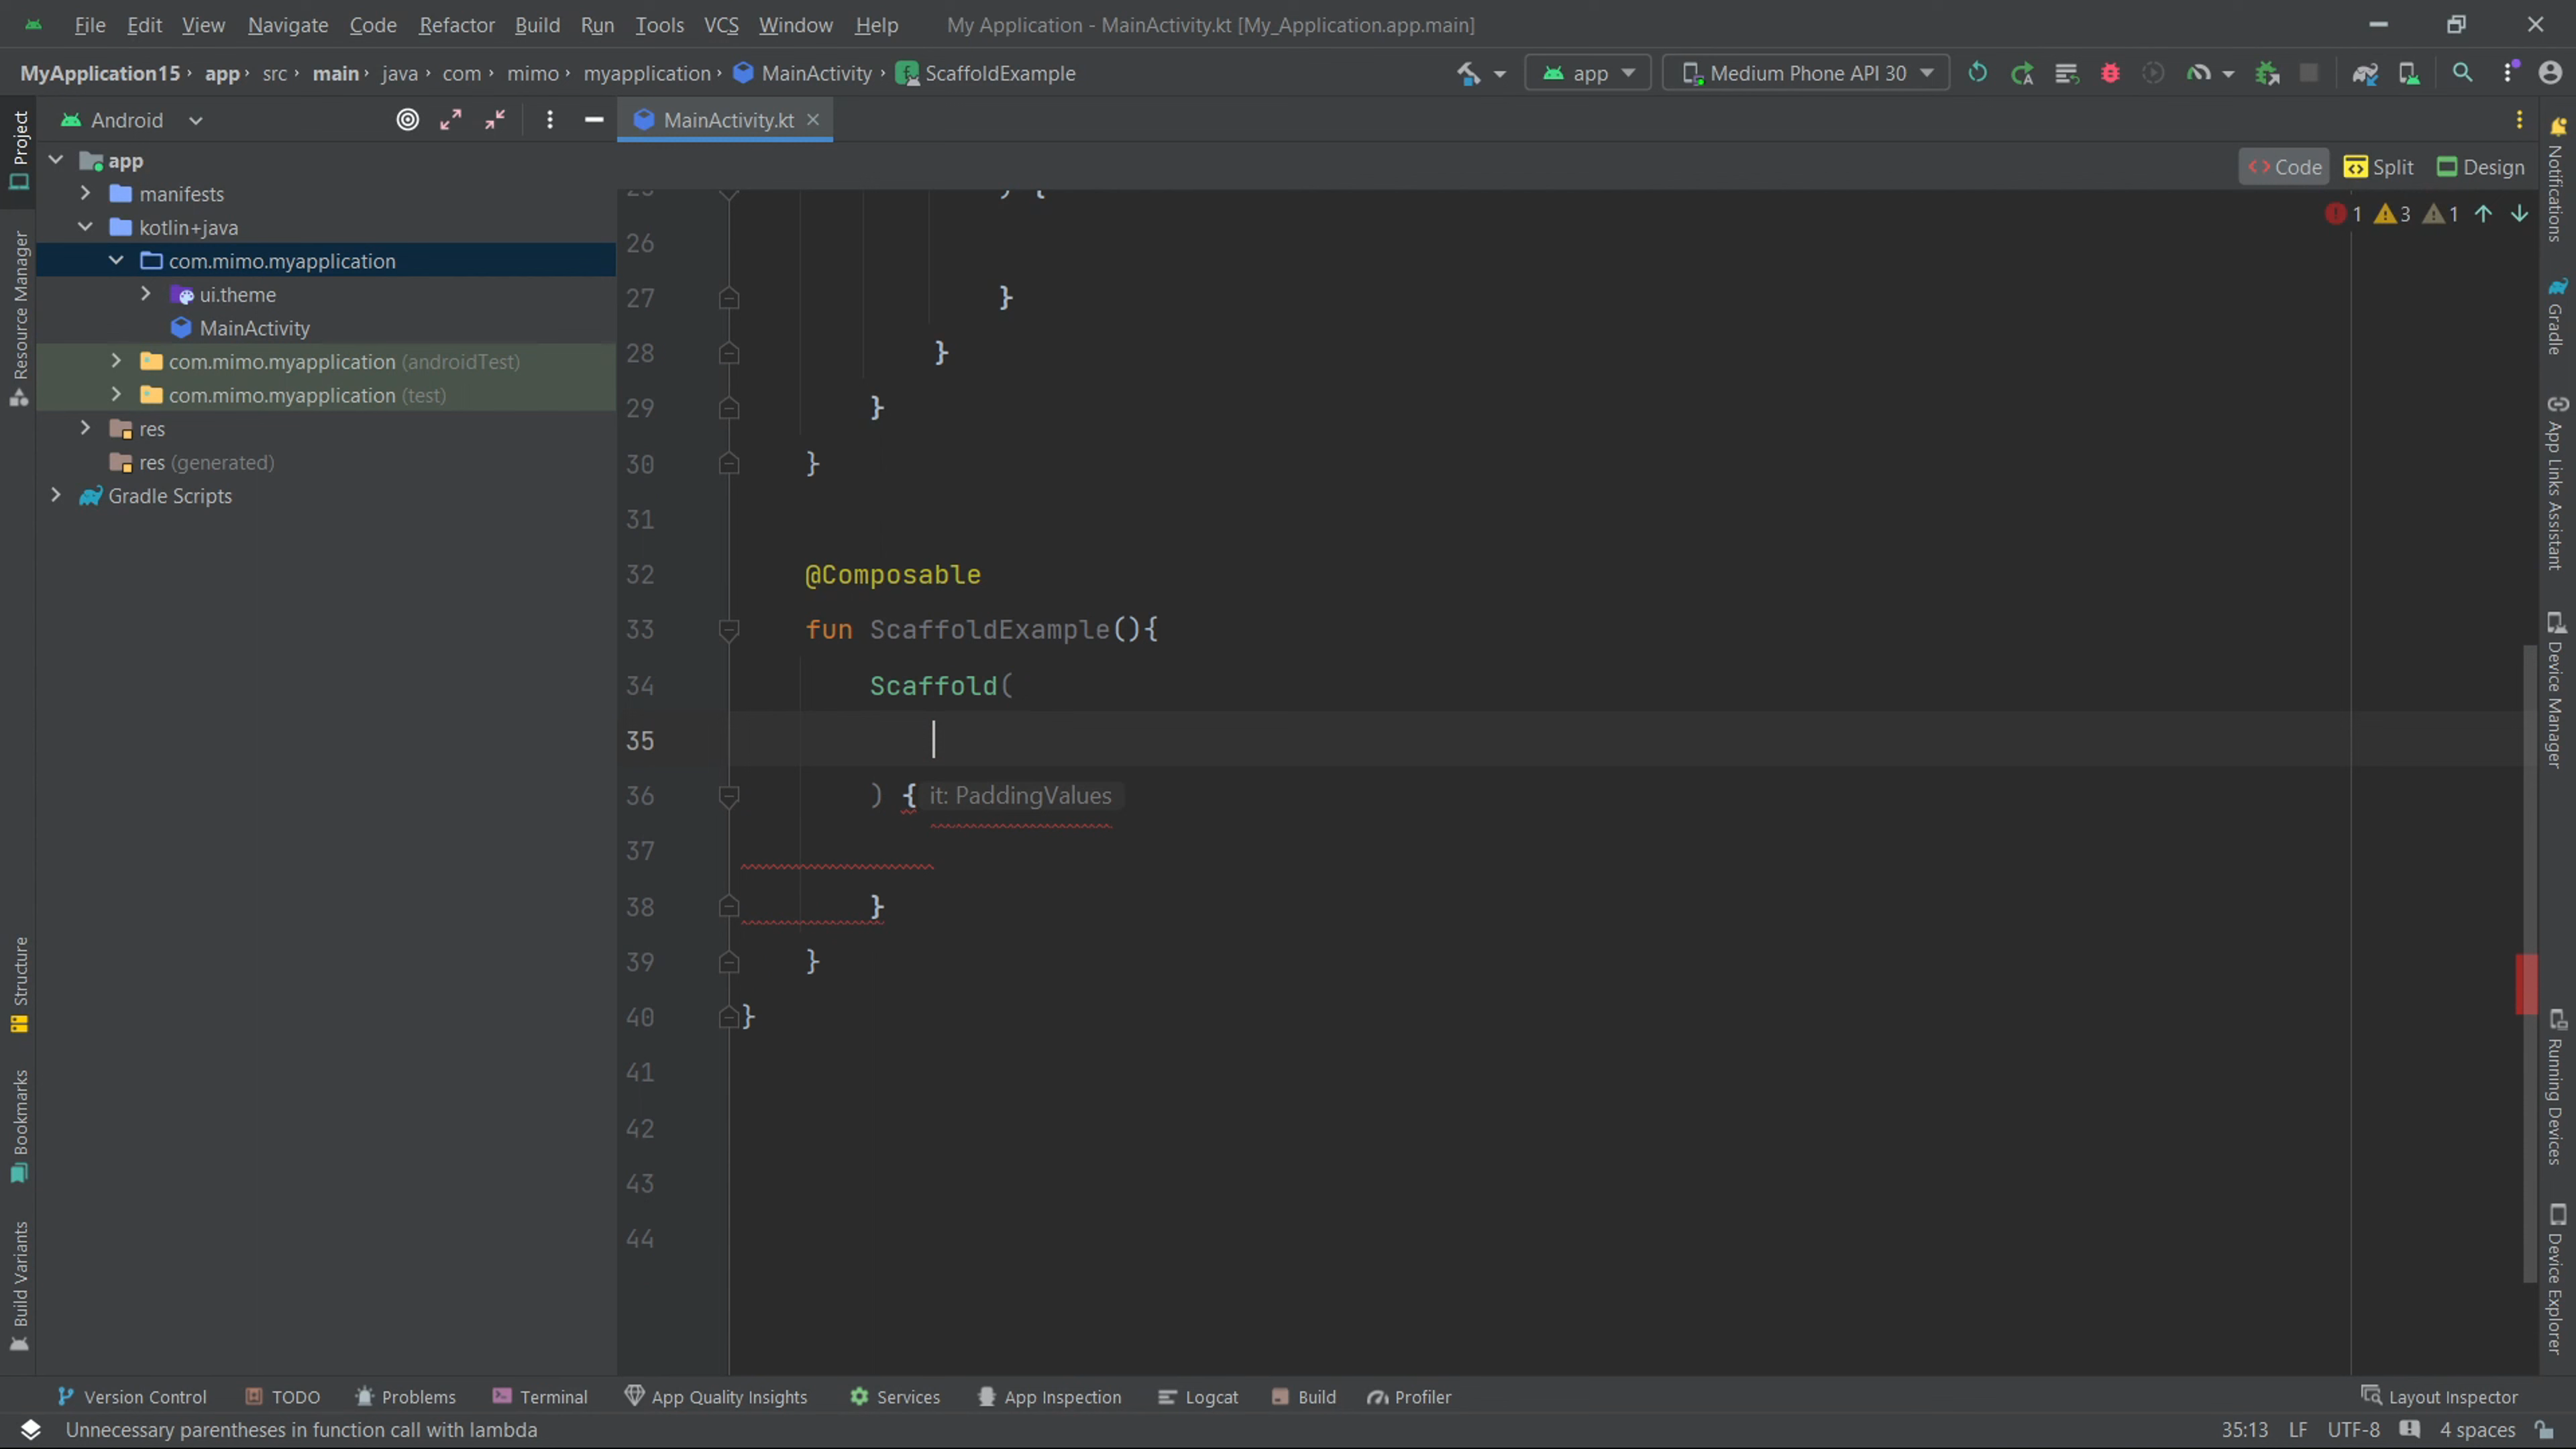 File Edit View Navigate Code Refactor Build Run Tools VCS Window Help My Application - MainActivity.kt [My_Application.app.main]
MyApplication15 app src main java com mimo myapplication MainActivity ScaffoldExample app Medium Phone API 30
Android
MainActivity.kt
Code Split Design
1 3 1
app
manifests
kotlin+java
com.mimo.myapplication
ui.theme
MainActivity
com.mimo.myapplication (androidTest)
com.mimo.myapplication (test)
res
res (generated)
Gradle Scripts
Project
Resource Manager
Structure
Bookmarks
Build Variants
) {
26
27 }
28 }
29 }
30 }
31
32 @Composable
33 fun ScaffoldExample(){
34 Scaffold(
35
36 ) { it: PaddingValues
37
38 }
39 }
40 }
41
42
43
44
Notifications
Gradle
App Links Assistant
Device Manager
Running Devices
Device Explorer
Version Control TODO Problems Terminal App Quality Insights Services App Inspection Logcat Build Profiler Layout Inspector
Unnecessary parentheses in function call with lambda 35:13 LF UTF-8 4 spaces